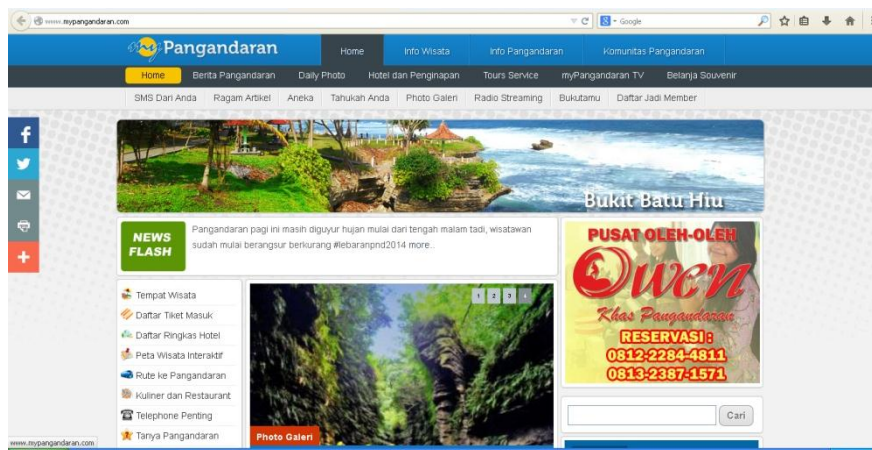 www.mypangandaran.com
Google
my Pangandaran
Home Info Wisata Info Pangandaran Komunitas Pangandaran
Home Berita Pangandaran Daily Photo Hotel dan Penginapan Tours Service myPangandaran TV Belanja Souvenir
SMS Dari Anda Ragam Artikel Aneka Tahukah Anda Photo Galeri Radio Streaming Bukutamu Daftar Jadi Member
Bukit Batu Hiu
NEWS FLASH
Pangandaran pagi ini masih diguyur hujan mulai dari tengah malam tadi, wisatawan
sudah mulai berangsur berkurang #lebaranpnd2014 more..
Tempat Wisata
Daftar Tiket Masuk
Daftar Ringkas Hotel
Peta Wisata Interaktif
Rute ke Pangandaran
Kuliner dan Restaurant
Telephone Penting
Tanya Pangandaran
1 2 3 4
Photo Galeri
PUSAT OLEH-OLEH
Owen
Khas Pangandaran
RESERVASI :
0812-2284-4811
0813-2387-1571
Cari
www.mypangandaran.com